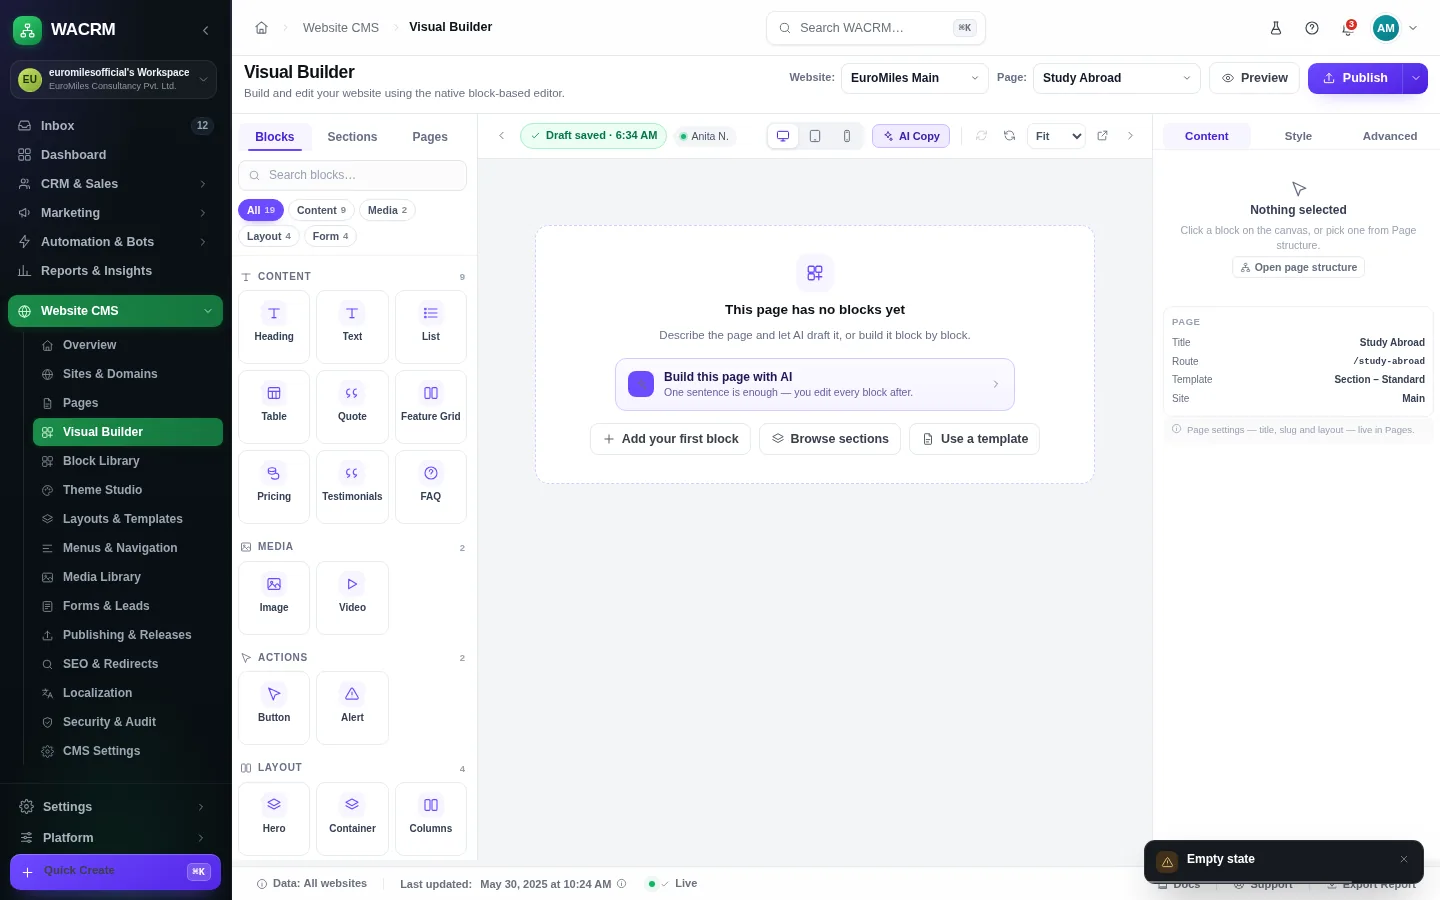 WACRM
Website CMS
Visual Builder
Search WACRM…
⌘K
3
AM
EU
euromilesofficial's Workspace
EuroMiles Consultancy Pvt. Ltd.
Inbox
12
Dashboard
CRM & Sales
Marketing
Automation & Bots
Reports & Insights
Website CMS
Overview
Sites & Domains
Pages
Visual Builder
Block Library
Theme Studio
Layouts & Templates
Menus & Navigation
Media Library
Forms & Leads
Publishing & Releases
SEO & Redirects
Localization
Security & Audit
CMS Settings
Settings
Platform
Quick Create
⌘K
Visual Builder
Build and edit your website using the native block-based editor.
Website:
EuroMiles Main
Page:
Study Abroad
Preview
Publish
Blocks
Sections
Pages
Search blocks…
All 19
Content 9
Media 2
Layout 4
Form 4
CONTENT
9
Heading
Text
List
Table
Quote
Feature Grid
Pricing
Testimonials
FAQ
MEDIA
2
Image
Video
ACTIONS
2
Button
Alert
LAYOUT
4
Hero
Container
Columns
Draft saved · 6:34 AM
Anita N.
AI Copy
Fit
This page has no blocks yet
Describe the page and let AI draft it, or build it block by block.
Build this page with AI
One sentence is enough — you edit every block after.
Add your first block
Browse sections
Use a template
Content
Style
Advanced
Nothing selected
Click a block on the canvas, or pick one from Page
structure.
Open page structure
PAGE
Title
Study Abroad
Route
/study-abroad
Template
Section – Standard
Site
Main
Page settings — title, slug and layout — live in Pages.
Data: All websites
Last updated: May 30, 2025 at 10:24 AM
Live
Empty state
Docs
Support
Export Report